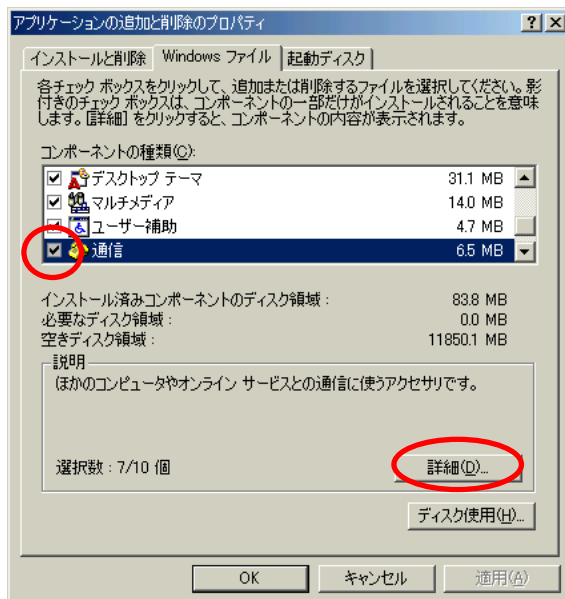 アプリケーションの追加と削除のプロパティ
インストールと削除 Windows ファイル 起動ディスク
各チェック ボックスをクリックして、追加または削除するファイルを選択してください。影
付きのチェック ボックスは、コンポーネントの一部だけがインストールされることを意味
します。[詳細] をクリックすると、コンポーネントの内容が表示されます。
コンポーネントの種類(C):
デスクトップ テーマ 31.1 MB
マルチメディア 14.0 MB
ユーザー補助 4.7 MB
通信 6.5 MB
インストール済みコンポーネントのディスク領域 : 83.8 MB
必要なディスク領域 : 0.0 MB
空きディスク領域 : 11850.1 MB
説明
ほかのコンピュータやオンライン サービスとの通信に使うアクセサリです。
選択数 : 7/10 個 詳細(D)...
ディスク使用(H)...
OK キャンセル 適用(A)